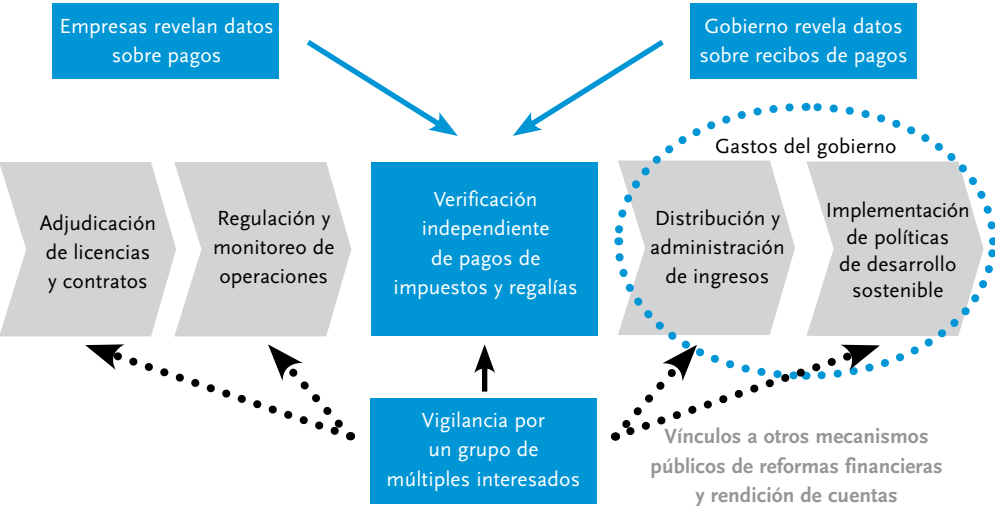 Empresas revelan datos
sobre pagos
Gobierno revela datos
sobre recibos de pagos
Gastos del gobierno
Adjudicación
de licencias
y contratos
Regulación y
monitoreo de
operaciones
Verificación
independiente
de pagos de
impuestos y regalías
Distribución y
administración
de ingresos
Implementación
de políticas
de desarrollo
sostenible
Vigilancia por
un grupo de
múltiples interesados
Vínculos a otros mecanismos
públicos de reformas financieras
y rendición de cuentas